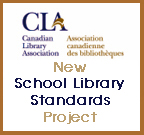 CLA
Canadian Library Association
Association canadienne des bibliothèques
New
School Library
Standards
Project